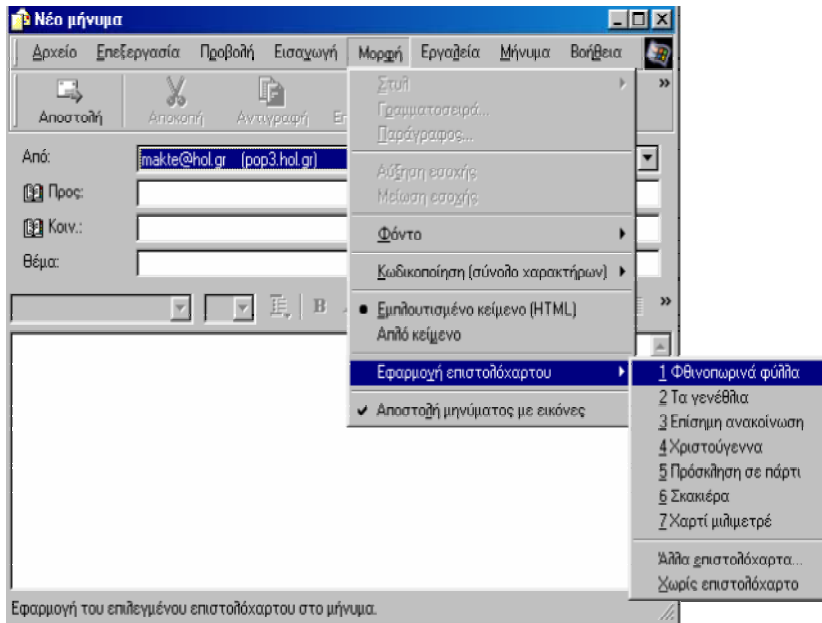 Νέο μήνυμα
Αρχείο Επεξεργασία Προβολή Εισαγωγή Μορφή Εργαλεία Μήνυμα Βοήθεια
Αποστολή Αποκοπή Αντιγραφή Επ »
Από: makte@hol.gr (pop3.hol.gr)
Προς:
Κοιν.:
Θέμα:
B »
Στυλ
Γραμματοσειρά...
Παράγραφος...
Αύξηση εσοχής
Μείωση εσοχής
Φόντο
Κωδικοποίηση (σύνολο χαρακτήρων)
Εμπλουτισμένο κείμενο (HTML)
Απλό κείμενο
Εφαρμογή επιστολόχαρτου
Αποστολή μηνύματος με εικόνες
1 Φθινοπωρινά φύλλα
2 Τα γενέθλια
3 Επίσημη ανακοίνωση
4 Χριστούγεννα
5 Πρόσκληση σε πάρτι
6 Σκακιέρα
7 Χαρτί μιλιμετρέ
Άλλα επιστολόχαρτα...
Χωρίς επιστολόχαρτο
Εφαρμογή του επιλεγμένου επιστολόχαρτου στο μήνυμα.